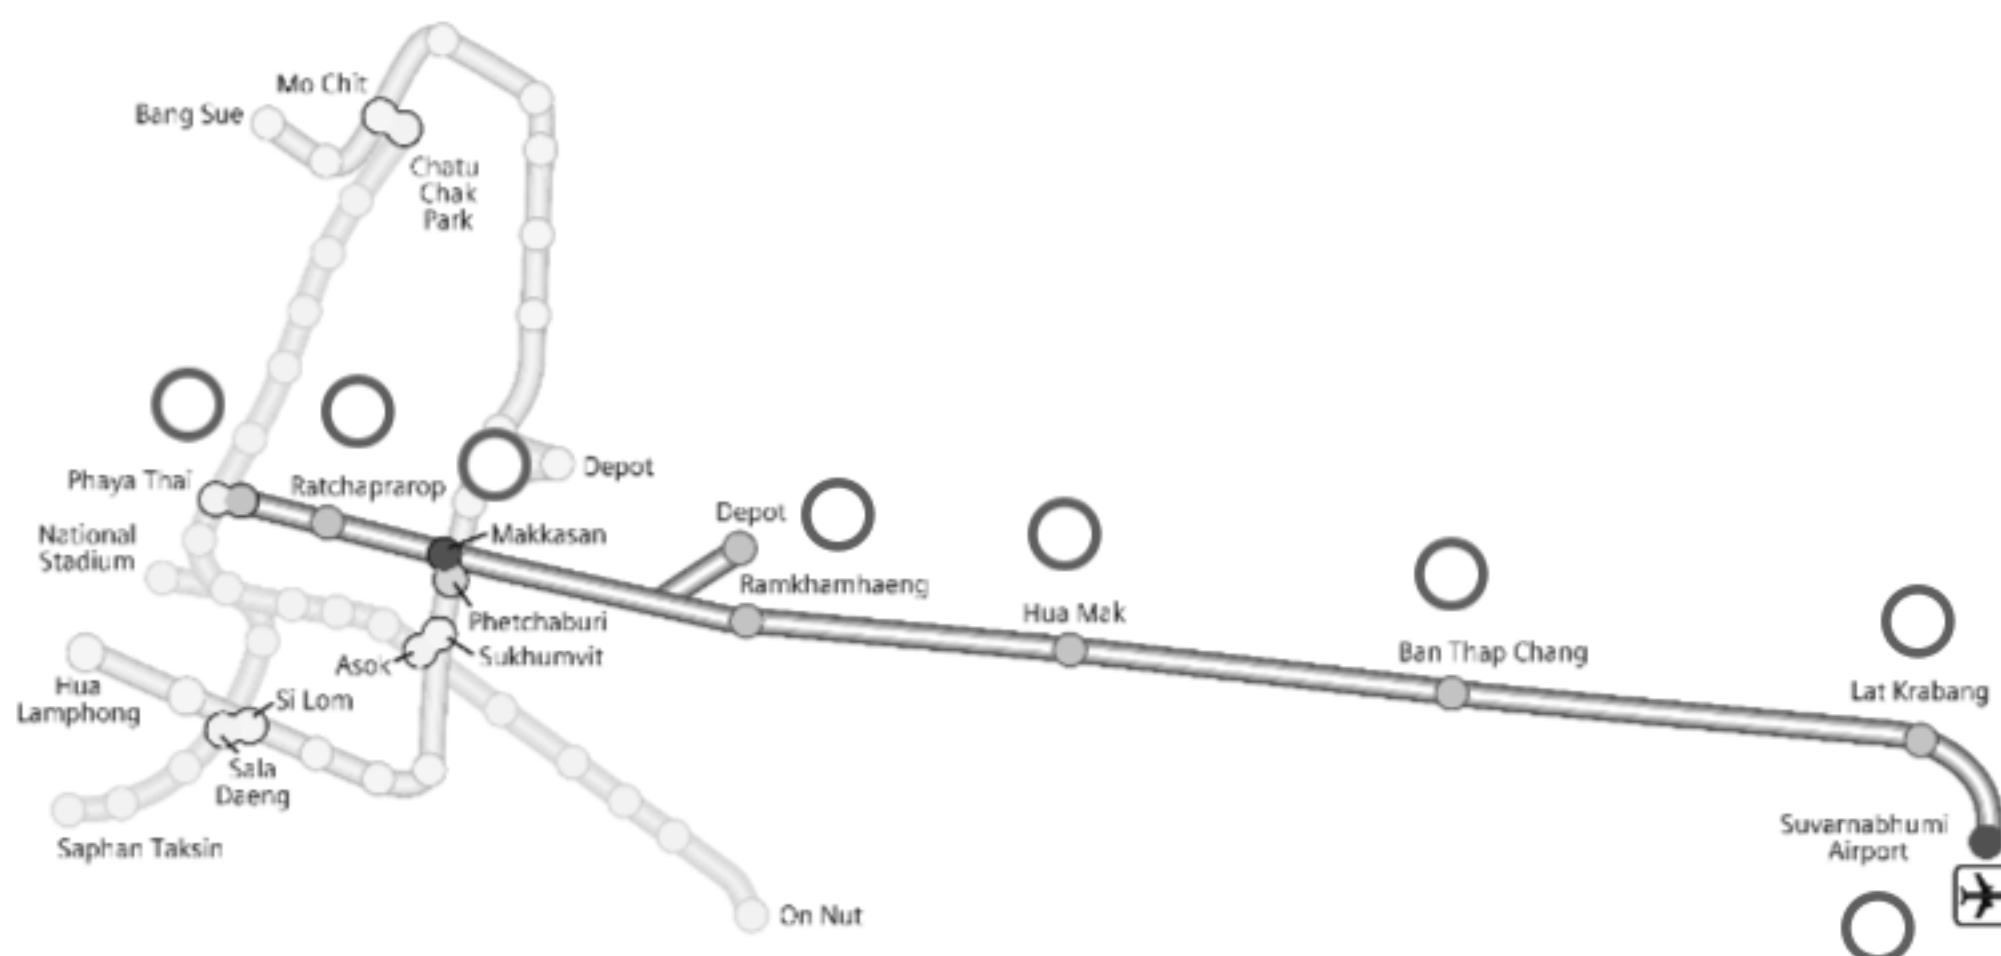 Mo Chit
Bang Sue
Chatu
Chak
Park
Phaya Thai
Ratchaprarop
Depot
National
Stadium
Makkasan
Depot
Ramkhamhaeng
Hua Mak
Phetchaburi
Asok
Sukhumvit
Ban Thap Chang
Lat Krabang
Hua
Lamphong
Si Lom
Sala
Daeng
Saphan Taksin
Suvarnabhumi
Airport
On Nut